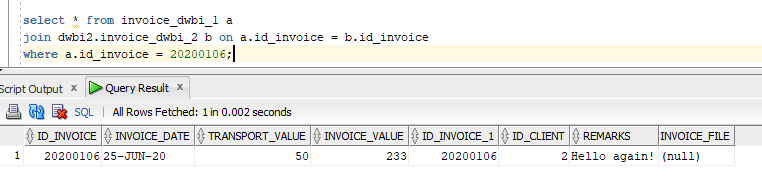 select * from invoice_dwbi_1 a
join dwbi2.invoice_dwbi_2 b on a.id_invoice = b.id_invoice
where a.id_invoice = 20200106;
Script Output x Query Result x
SQL | All Rows Fetched: 1 in 0.002 seconds
ID_INVOICE INVOICE_DATE TRANSPORT_VALUE INVOICE_VALUE ID_INVOICE_1 ID_CLIENT REMARKS INVOICE_FILE
1 20200106 25-JUN-20 50 233 20200106 2 Hello again! (null)